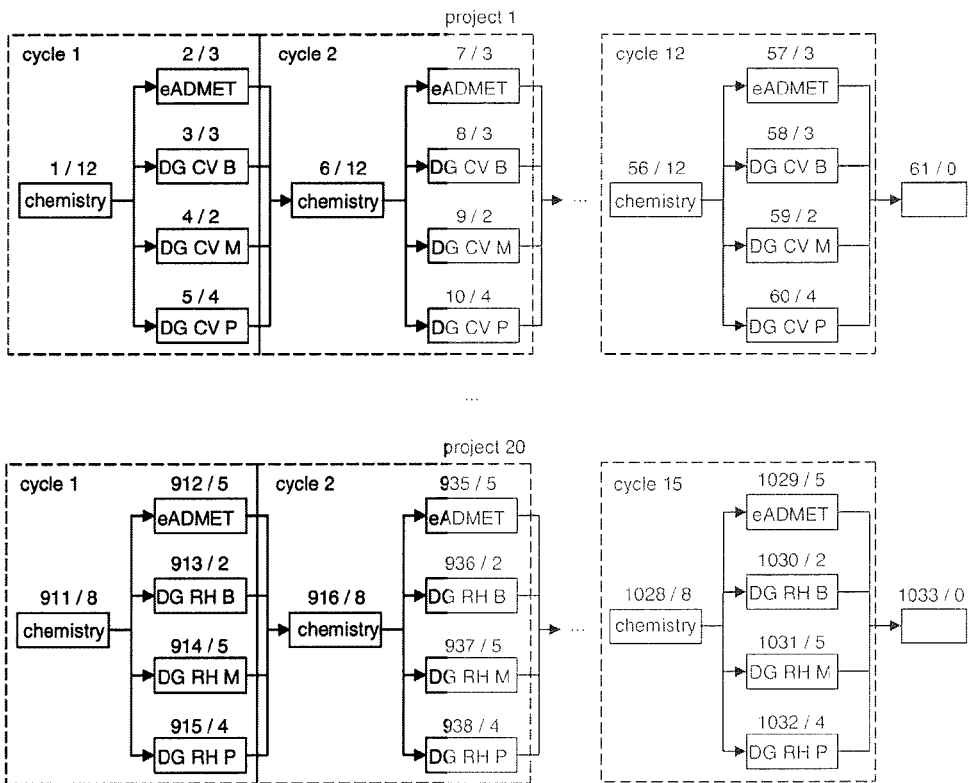 project 1
cycle 1
2 / 3
cycle 2
7 / 3
cycle 12
57 / 3
eADMET
eADMET
eADMET
3 / 3
8 / 3
58 / 3
1 / 12
DG CV B
6 / 12
DG CV B
56 / 12
DG CV B
61 / 0
chemistry
4 / 2
chemistry
9 / 2
...
chemistry
59 / 2
DG CV M
DG CV M
DG CV M
5 / 4
10 / 4
60 / 4
DG CV P
DG CV P
DG CV P
...
project 20
cycle 1
912 / 5
cycle 2
935 / 5
cycle 15
1029 / 5
eADMET
eADMET
eADMET
913 / 2
936 / 2
1030 / 2
911 / 8
DG RH B
916 / 8
DG RH B
1028 / 8
DG RH B
1033 / 0
chemistry
914 / 5
chemistry
937 / 5
...
chemistry
1031 / 5
DG RH M
DG RH M
DG RH M
915 / 4
938 / 4
1032 / 4
DG RH P
DG RH P
DG RH P